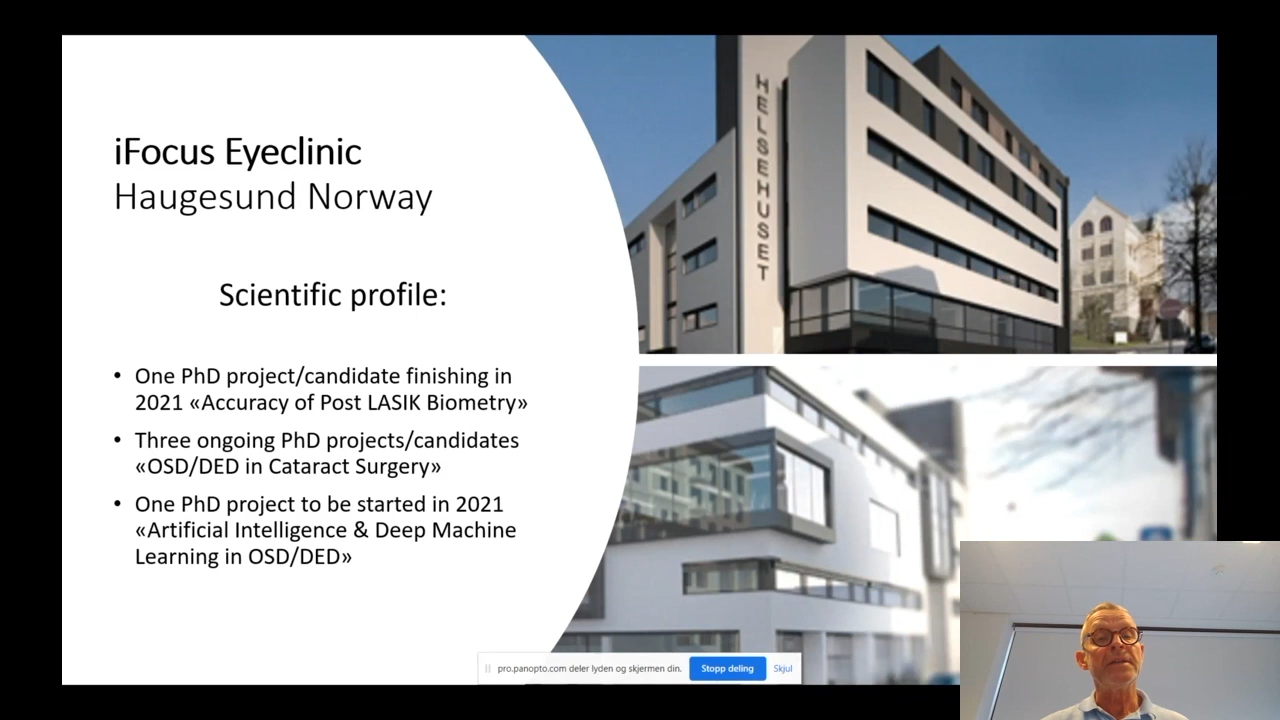 iFocus Eyeclinic
Haugesund Norway
Scientific profile:
• One PhD project/candidate finishing in
2021 «Accuracy of Post LASIK Biometry»
• Three ongoing PhD projects/candidates
«OSD/DED in Cataract Surgery»
• One PhD project to be started in 2021
«Artificial Intelligence & Deep Machine
Learning in OSD/DED»
HELSEHUSET
pro.panopto.com deler lyden og skjermen din.
Stopp deling
Skjul